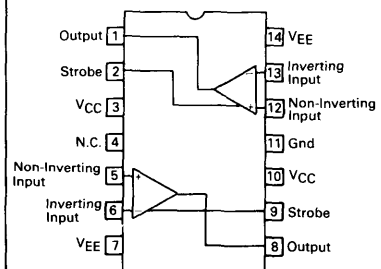 Output 1
Strobe 2
VCC 3
N.C. 4
Non-Inverting
Input
5
Inverting
Input
6
VEE 7
14 VEE
13 Inverting
Input
12 Non-Inverting
Input
11 Gnd
10 VCC
9 Strobe
8 Output
+
+